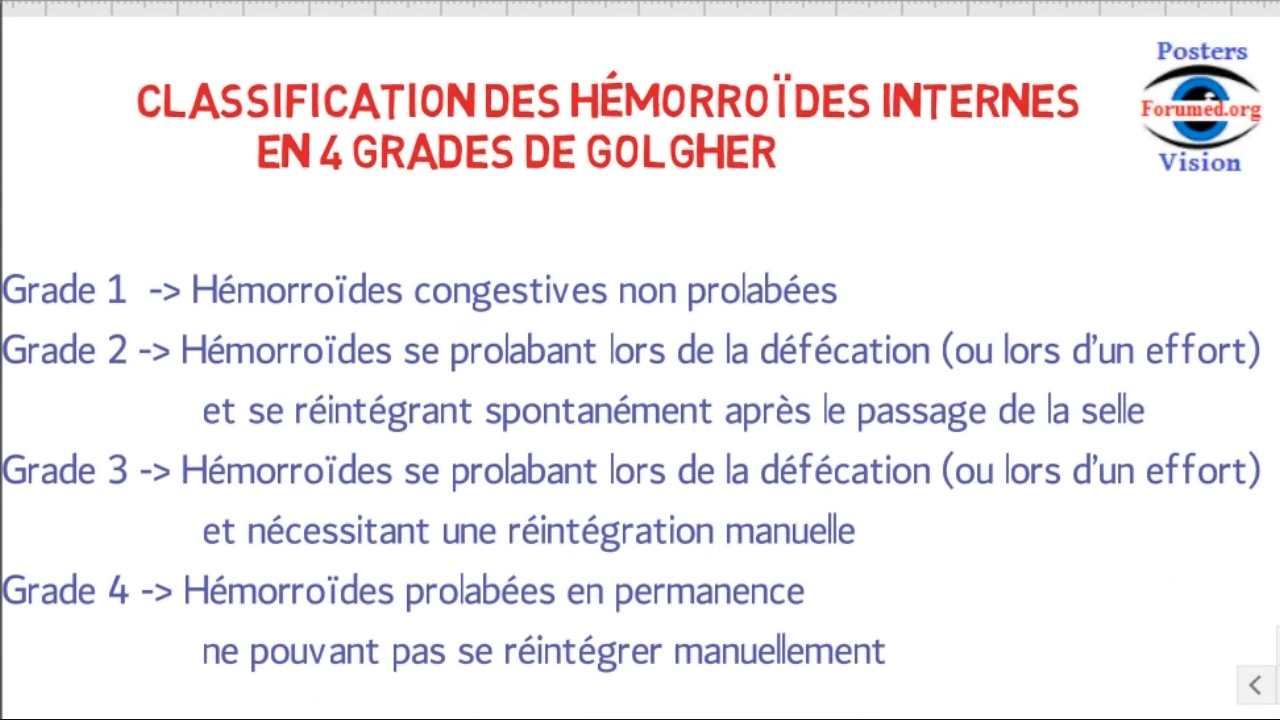 Posters
Forumed.org
Vision
CLASSIFICATION DES HÉMORROÏDES INTERNES
EN 4 GRADES DE GOLGHER
Grade 1 -> Hémorroïdes congestives non prolabées
Grade 2 -> Hémorroïdes se prolabant lors de la défécation (ou lors d'un effort)
et se réintégrant spontanément après le passage de la selle
Grade 3 -> Hémorroïdes se prolabant lors de la défécation (ou lors d'un effort)
et nécessitant une réintégration manuelle
Grade 4 -> Hémorroïdes prolabées en permanence
ne pouvant pas se réintégrer manuellement